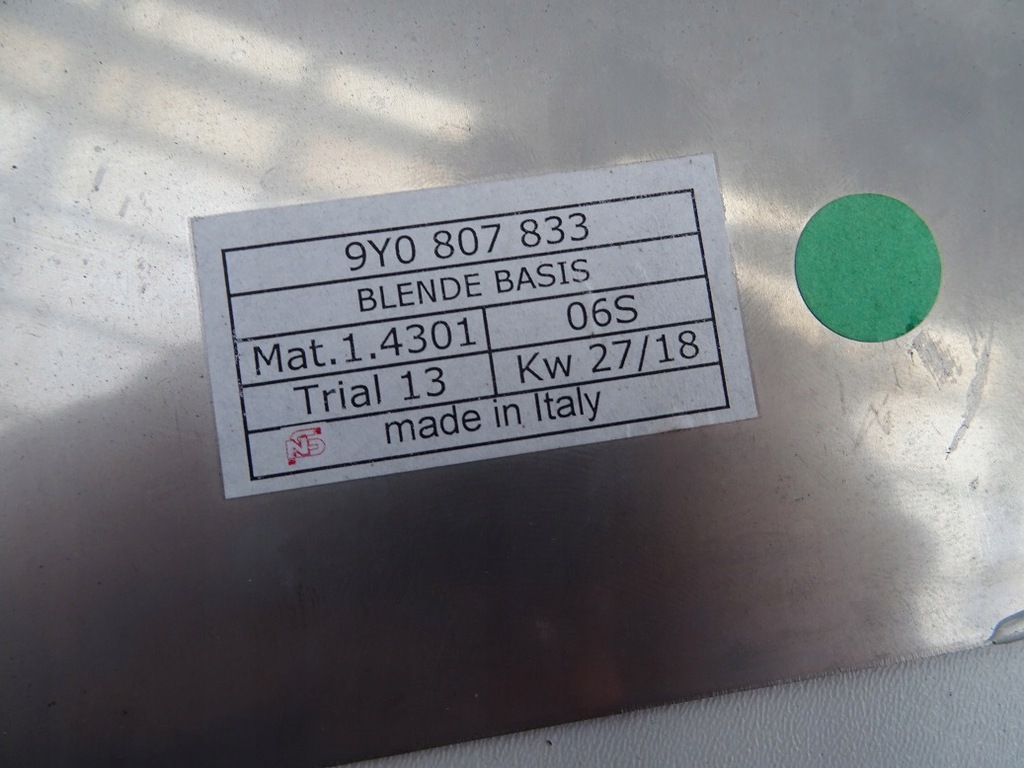 9Y0 807 833
BLENDE BASIS
Mat.1.4301 06S
Trial 13 Kw 27/18
made in Italy